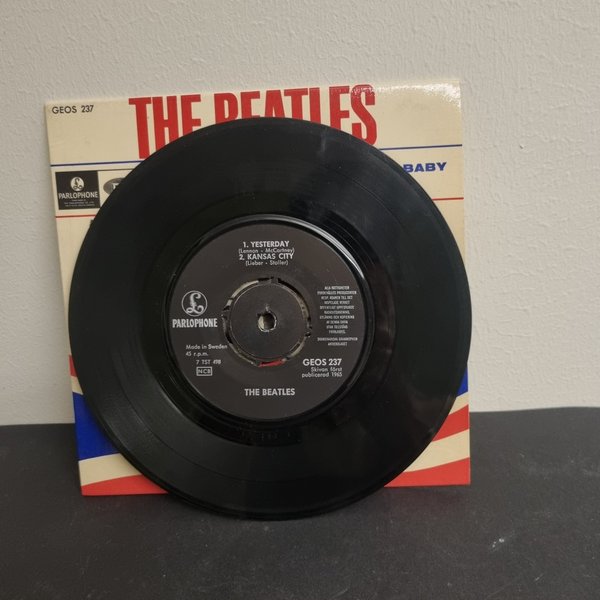 GEOS 237
THE BEATLES
BABY
PARLOPHONE
1. YESTERDAY
(Lennon - McCartney)
2. KANSAS CITY
(Lieber - Stoller)
PARLOPHONE
Made in Sweden
45 r.p.m.
7 TST 498
NCB
GEOS 237
Skivan först
publicerad 1965
THE BEATLES